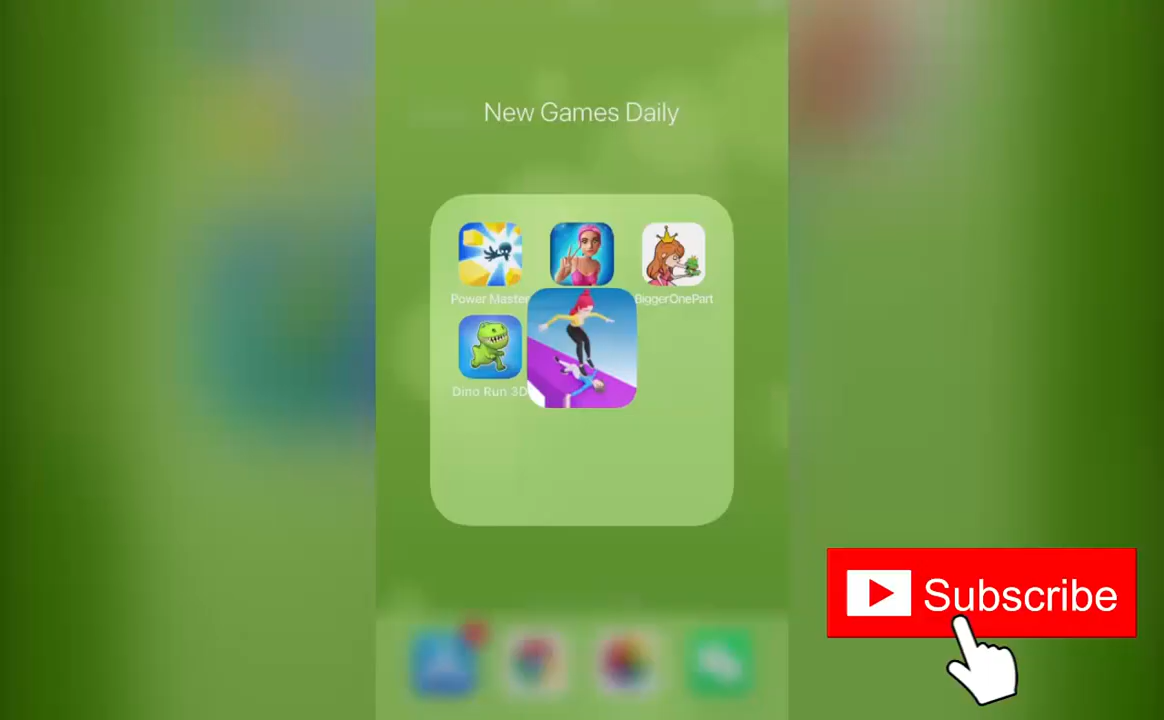 New Games Daily
Power Master
BiggerOnePart
Dino Run 3D
Subscribe